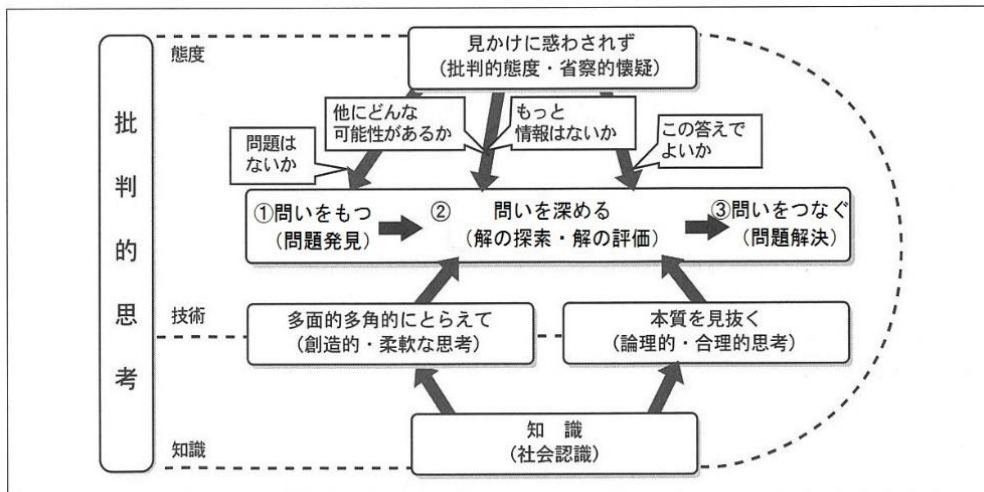 批判的思考
態度
見かけに惑わされず
(批判的態度・省察的懐疑)
問題は
ないか
他にどんな
可能性があるか
もっと
情報はないか
この答えで
よいか
①問いをもつ
(問題発見)
②
問いを深める
(解の探索・解の評価)
③問いをつなぐ
(問題解決)
技術
多面的多角的にとらえて
(創造的・柔軟な思考)
本質を見抜く
(論理的・合理的思考)
知識
知　識
(社会認識)